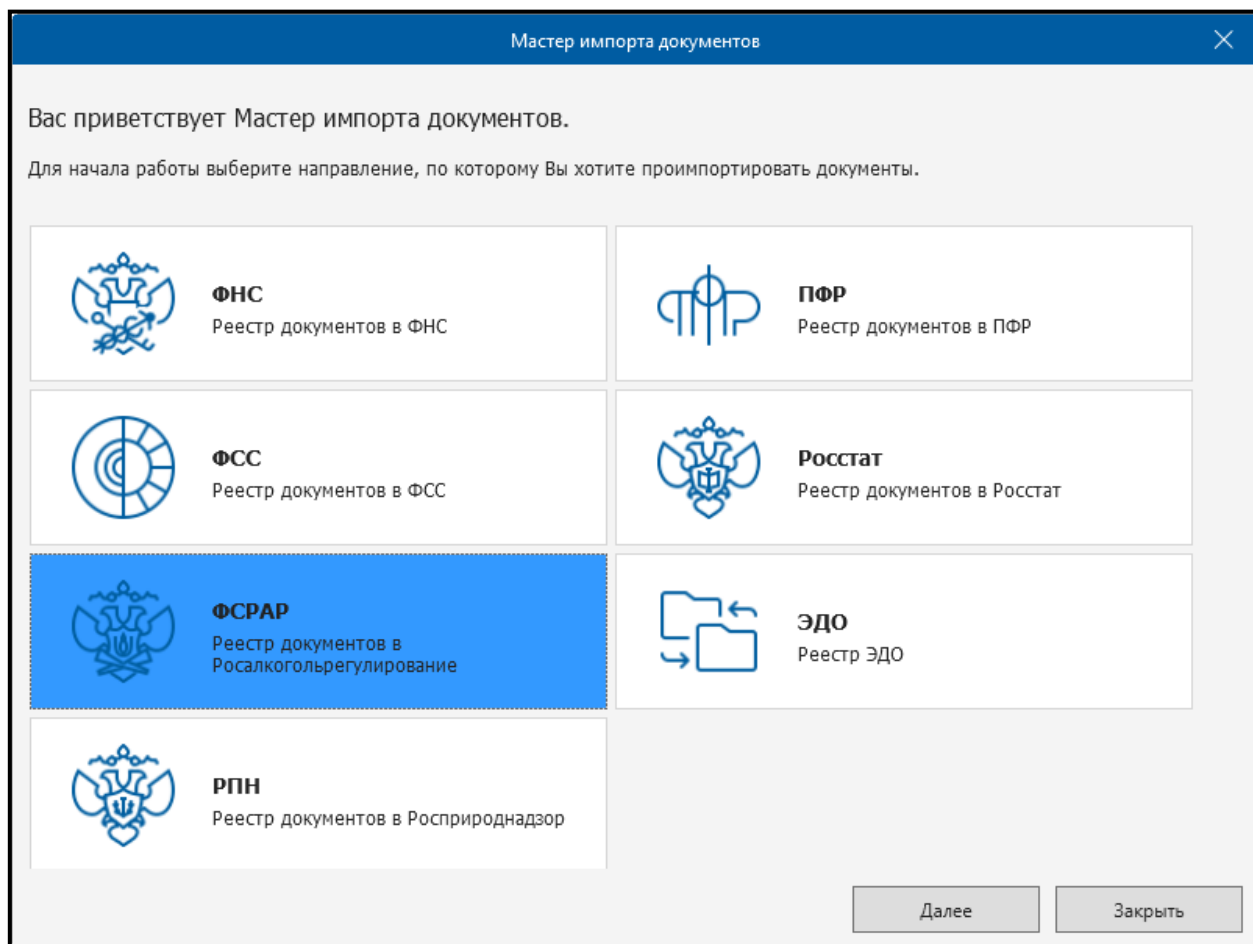 Мастер импорта документов
Вас приветствует Мастер импорта документов.
Для начала работы выберите направление, по которому Вы хотите проимпортировать документы.
ФНС
Реестр документов в ФНС
ПФР
Реестр документов в ПФР
ФСС
Реестр документов в ФСС
Росстат
Реестр документов в Росстат
ФСРАР
Реестр документов в
Росалкогольрегулирование
ЭДО
Реестр ЭДО
РПН
Реестр документов в Росприроднадзор
Далее
Закрыть